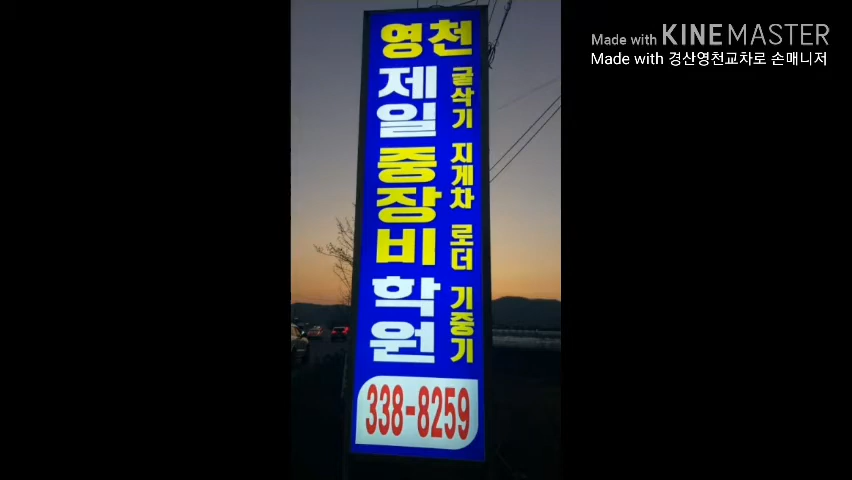 Made with KINEMASTER
Made with 경산영천교차로 손매니저
영천
제일 중장비 학원
굴삭기 지게차 로더 기중기
338-8259